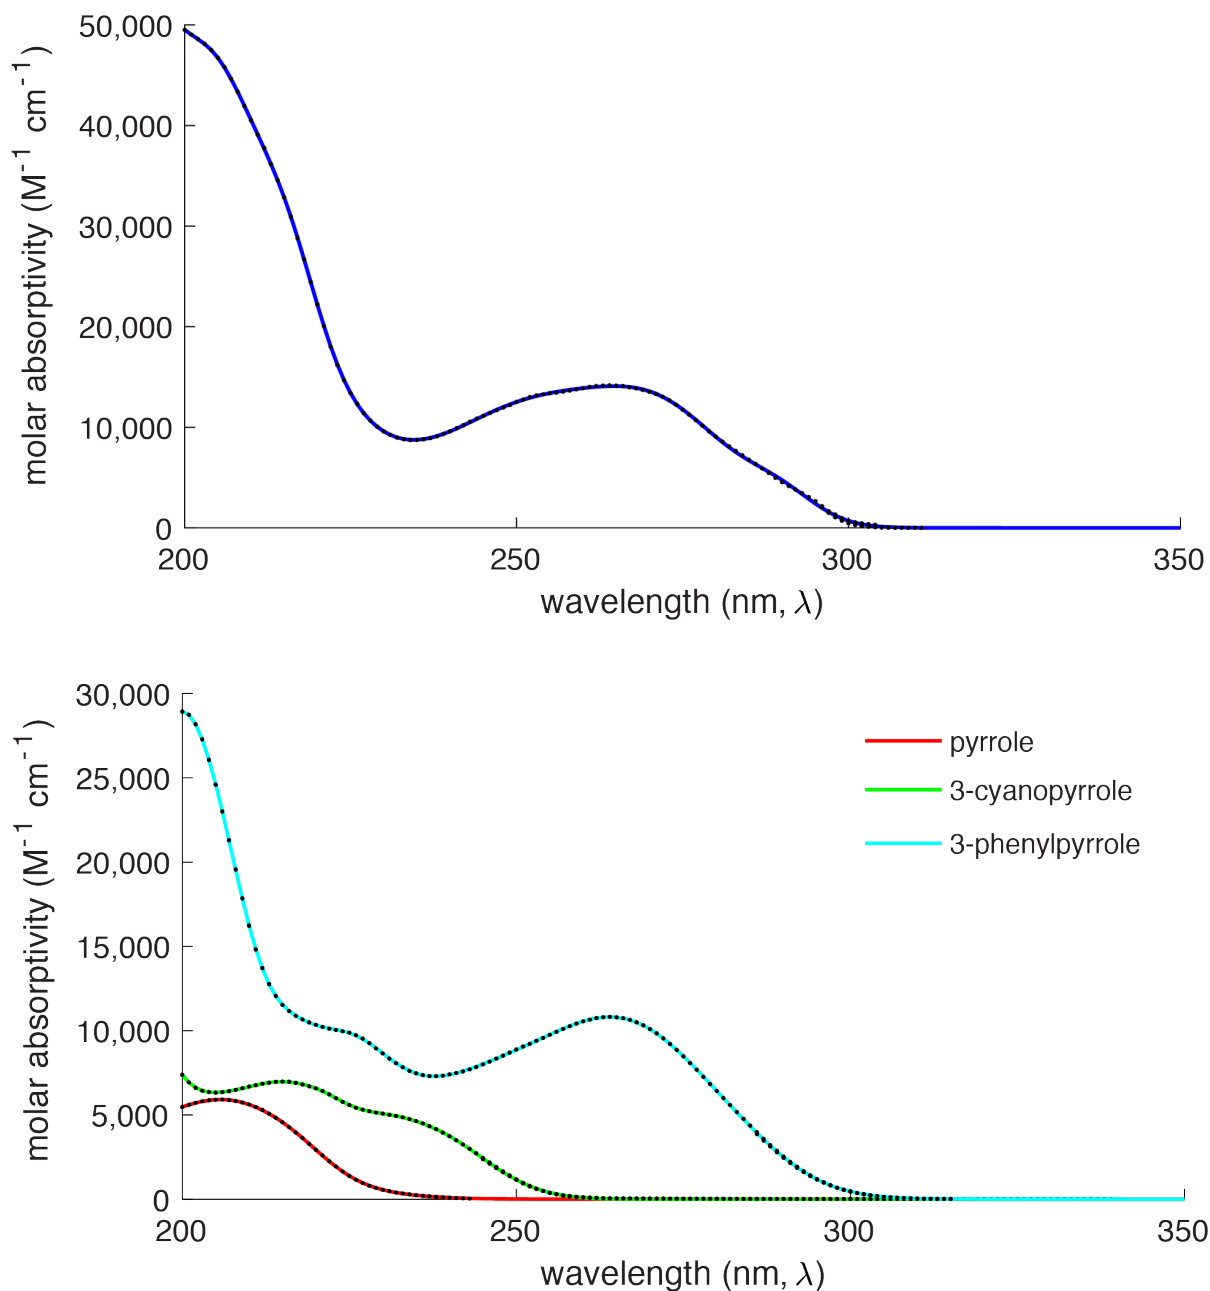 50,000
40,000
30,000
20,000
10,000
0
molar absorptivity (M⁻¹ cm⁻¹)
200 250 300 350
wavelength (nm, λ)
30,000
25,000
20,000
15,000
10,000
5,000
0
molar absorptivity (M⁻¹ cm⁻¹)
pyrrole
3-cyanopyrrole
3-phenylpyrrole
200 250 300 350
wavelength (nm, λ)